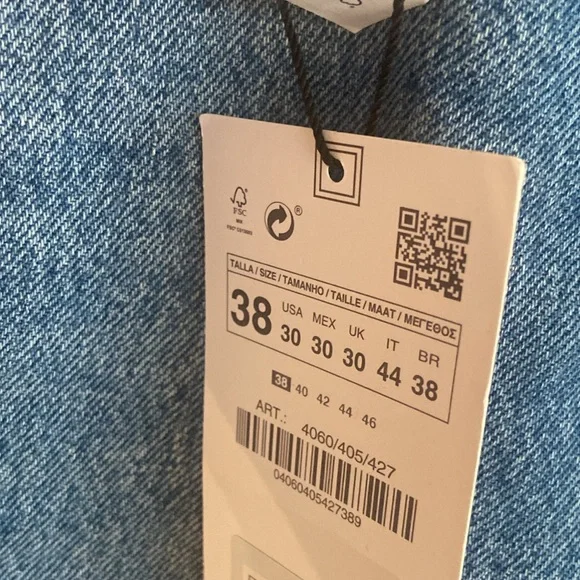 FSC
®
TALLA / SIZE / TAMANHO / TAILLE / MAAT / ΜΕΓΕΘΟΣ
38 USA MEX UK IT BR
30 30 30 44 38
38 40 42 44 46
ART.: 4060/405/427
04060405427389